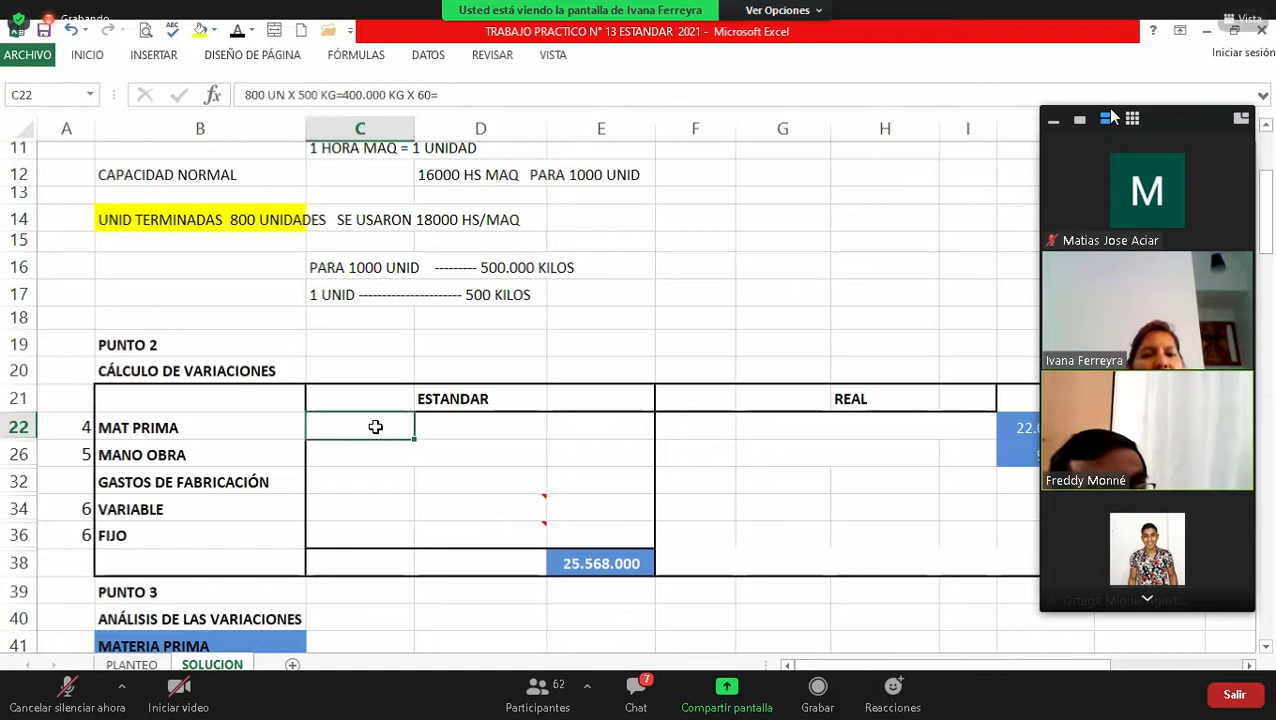 Grabando
Usted está viendo la pantalla de Ivana Ferreyra
Ver Opciones
Vista
TRABAJO PRACTICO N° 13 ESTANDAR 2021 - Microsoft Excel
ARCHIVO INICIO INSERTAR DISEÑO DE PÁGINA FÓRMULAS DATOS REVISAR VISTA
Iniciar sesión
C22 fx 800 UN X 500 KG=400.000 KG X 60=
A B C D E F G H I
11 1 HORA MAQ = 1 UNIDAD
12 CAPACIDAD NORMAL 16000 HS MAQ PARA 1000 UNID
13
14 UNID TERMINADAS 800 UNIDADES SE USARON 18000 HS/MAQ
15
16 PARA 1000 UNID --------- 500.000 KILOS
17 1 UNID ---------------------- 500 KILOS
18
19 PUNTO 2
20 CÁLCULO DE VARIACIONES
21 ESTANDAR REAL
22 4 MAT PRIMA 22.0
26 5 MANO OBRA
32 GASTOS DE FABRICACIÓN
34 6 VARIABLE
36 6 FIJO
38 25.568.000
39 PUNTO 3
40 ANÁLISIS DE LAS VARIACIONES
41 MATERIA PRIMA
PLANTEO SOLUCION
M
Matias Jose Aciar
Ivana Ferreyra
Freddy Monné
Cancelar silenciar ahora
Iniciar video
62
Participantes
7
Chat
Compartir pantalla
Grabar
Reacciones
Salir